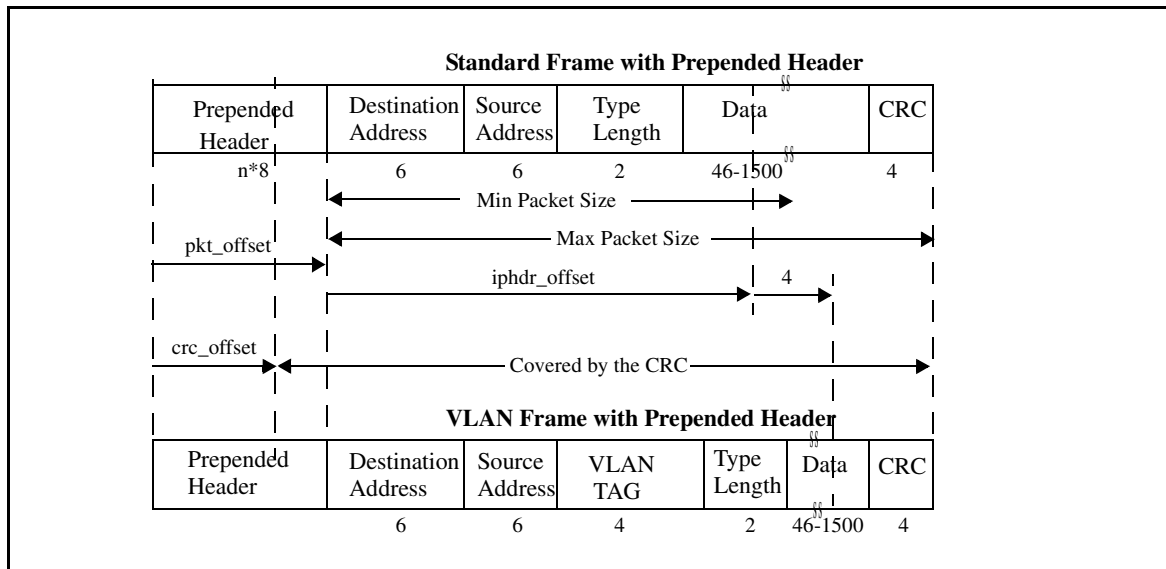 Standard Frame with Prepended Header
Prepended Header
Destination Address
Source Address
Type Length
Data
CRC
n*8
6
6
2
46-1500
4
Min Packet Size
Max Packet Size
pkt_offset
iphdr_offset
4
crc_offset
Covered by the CRC
VLAN Frame with Prepended Header
Prepended Header
Destination Address
Source Address
VLAN TAG
Type Length
Data
CRC
6
6
4
2
46-1500
4